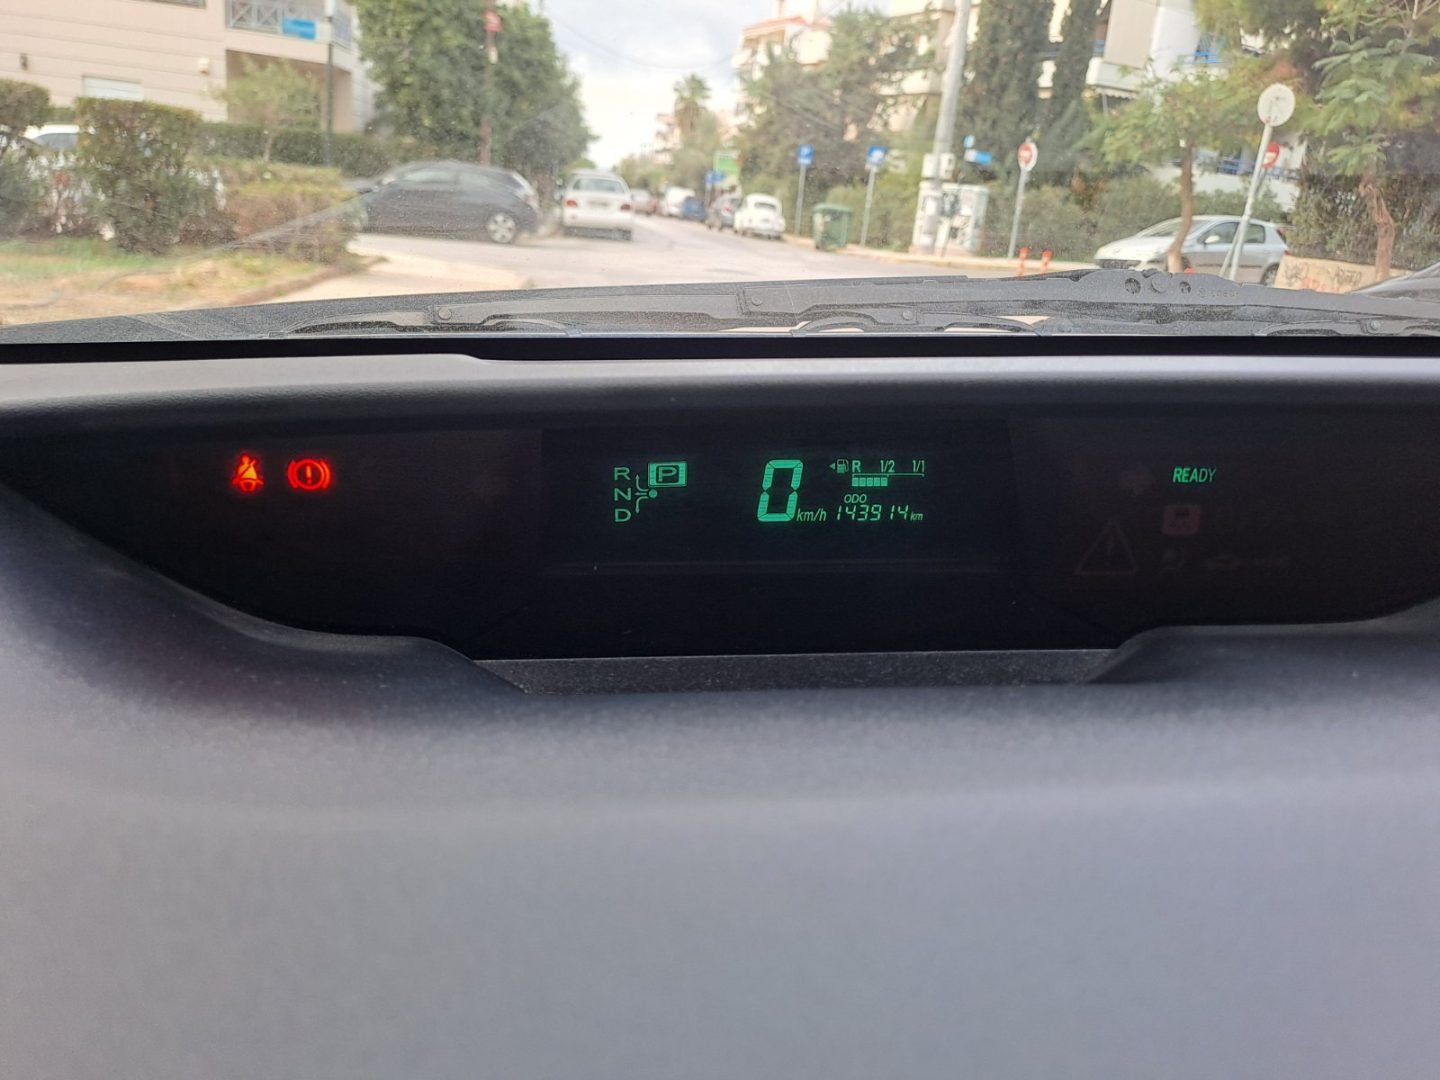 R P
N
D
0 km/h
R 1/2 1/1
ODO
143914 km
READY